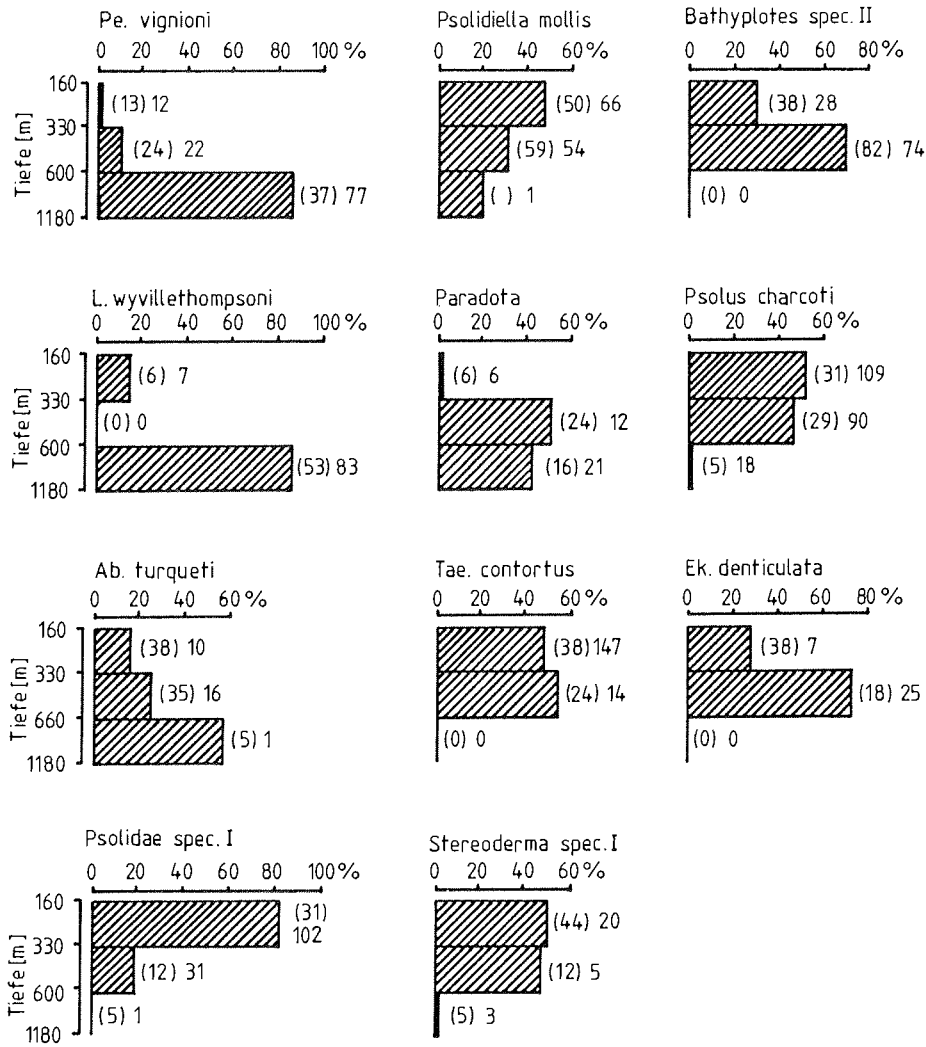 Pe. vignioni
0 20 40 60 80 100 %
Tiefe [m]
160
(13) 12
330
(24) 22
600
(37) 77
1180
Psolidiella mollis
0 20 40 60 %
(50) 66
(59) 54
( ) 1
Bathyplotes spec. II
0 20 40 60 80 %
(38) 28
(82) 74
(0) 0
L. wyvillethompsoni
0 20 40 60 80 100 %
Tiefe [m]
160
(6) 7
330
(0) 0
600
(53) 83
1180
Paradota
0 20 40 60 %
(6) 6
(24) 12
(16) 21
Psolus charcoti
0 20 40 60 %
(31) 109
(29) 90
(5) 18
Ab. turqueti
0 20 40 60 %
Tiefe [m]
160
(38) 10
330
(35) 16
660
(5) 1
1180
Tae. contortus
0 20 40 60 %
(38) 147
(24) 14
(0) 0
Ek. denticulata
0 20 40 60 80 %
(38) 7
(18) 25
(0) 0
Psolidae spec. I
0 20 40 60 80 100 %
Tiefe [m]
160
(31)
102
330
(12) 31
600
(5) 1
1180
Stereoderma spec. I
0 20 40 60 %
(44) 20
(12) 5
(5) 3